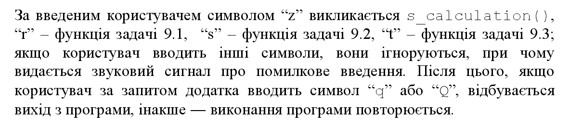 За введеним користувачем символом “z” викликається s_calculation(),
“r” – функція задачі 9.1, “s” – функція задачі 9.2, “t” – функція задачі 9.3;
якщо користувач вводить інші символи, вони ігноруються, при чому
видається звуковий сигнал про помилкове введення. Після цього, якщо
користувач за запитом додатка вводить символ “q” або “Q”, відбувається
вихід з програми, інакше — виконання програми повторюється.